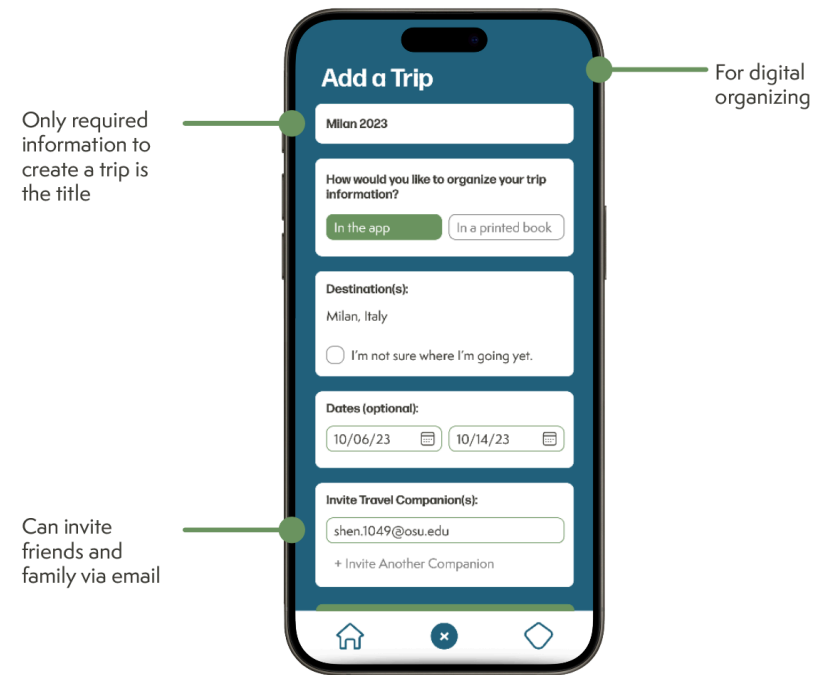 Add a Trip
For digital
organizing
Only required
information to
create a trip is
the title
Milan 2023
How would you like to organize your trip
information?
In the app
In a printed book
Destination(s):
Milan, Italy
I'm not sure where I'm going yet.
Dates (optional):
10/06/23
10/14/23
Invite Travel Companion(s):
shen.1049@osu.edu
+ Invite Another Companion
Can invite
friends and
family via email